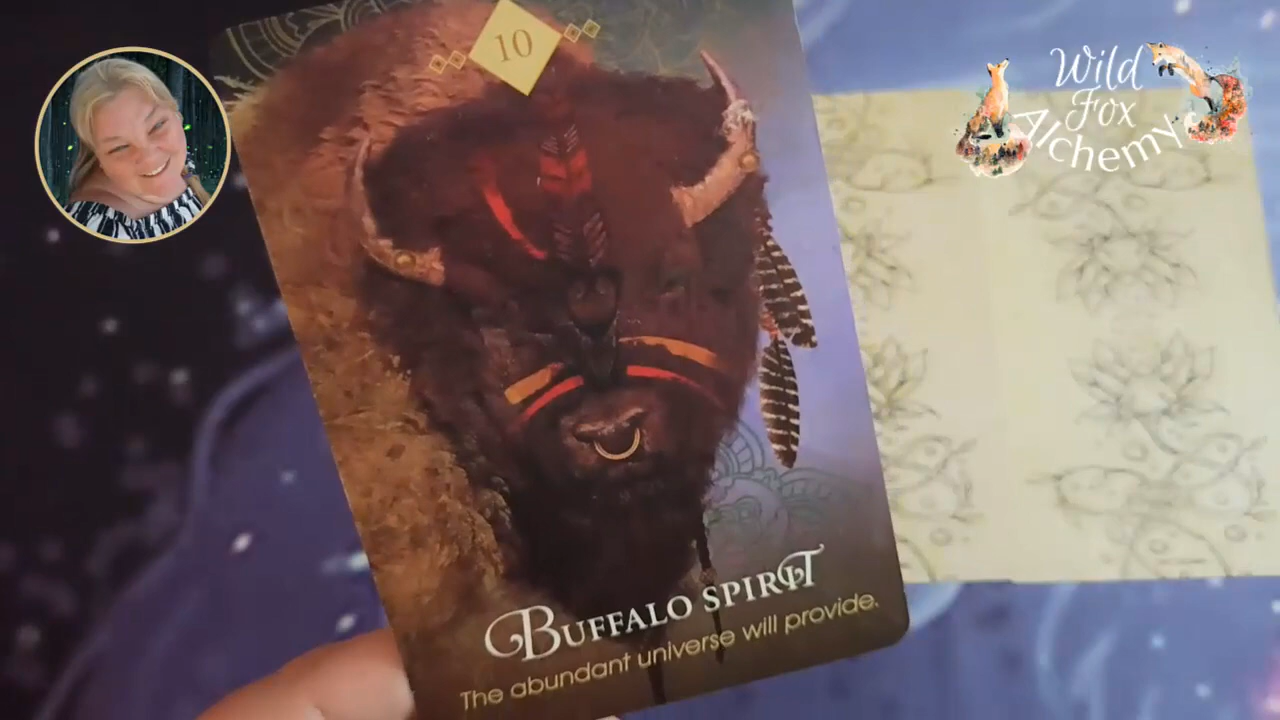 10
Wild
Fox
Alchemy
BUFFALO SPIRIT
The abundant universe will provide.